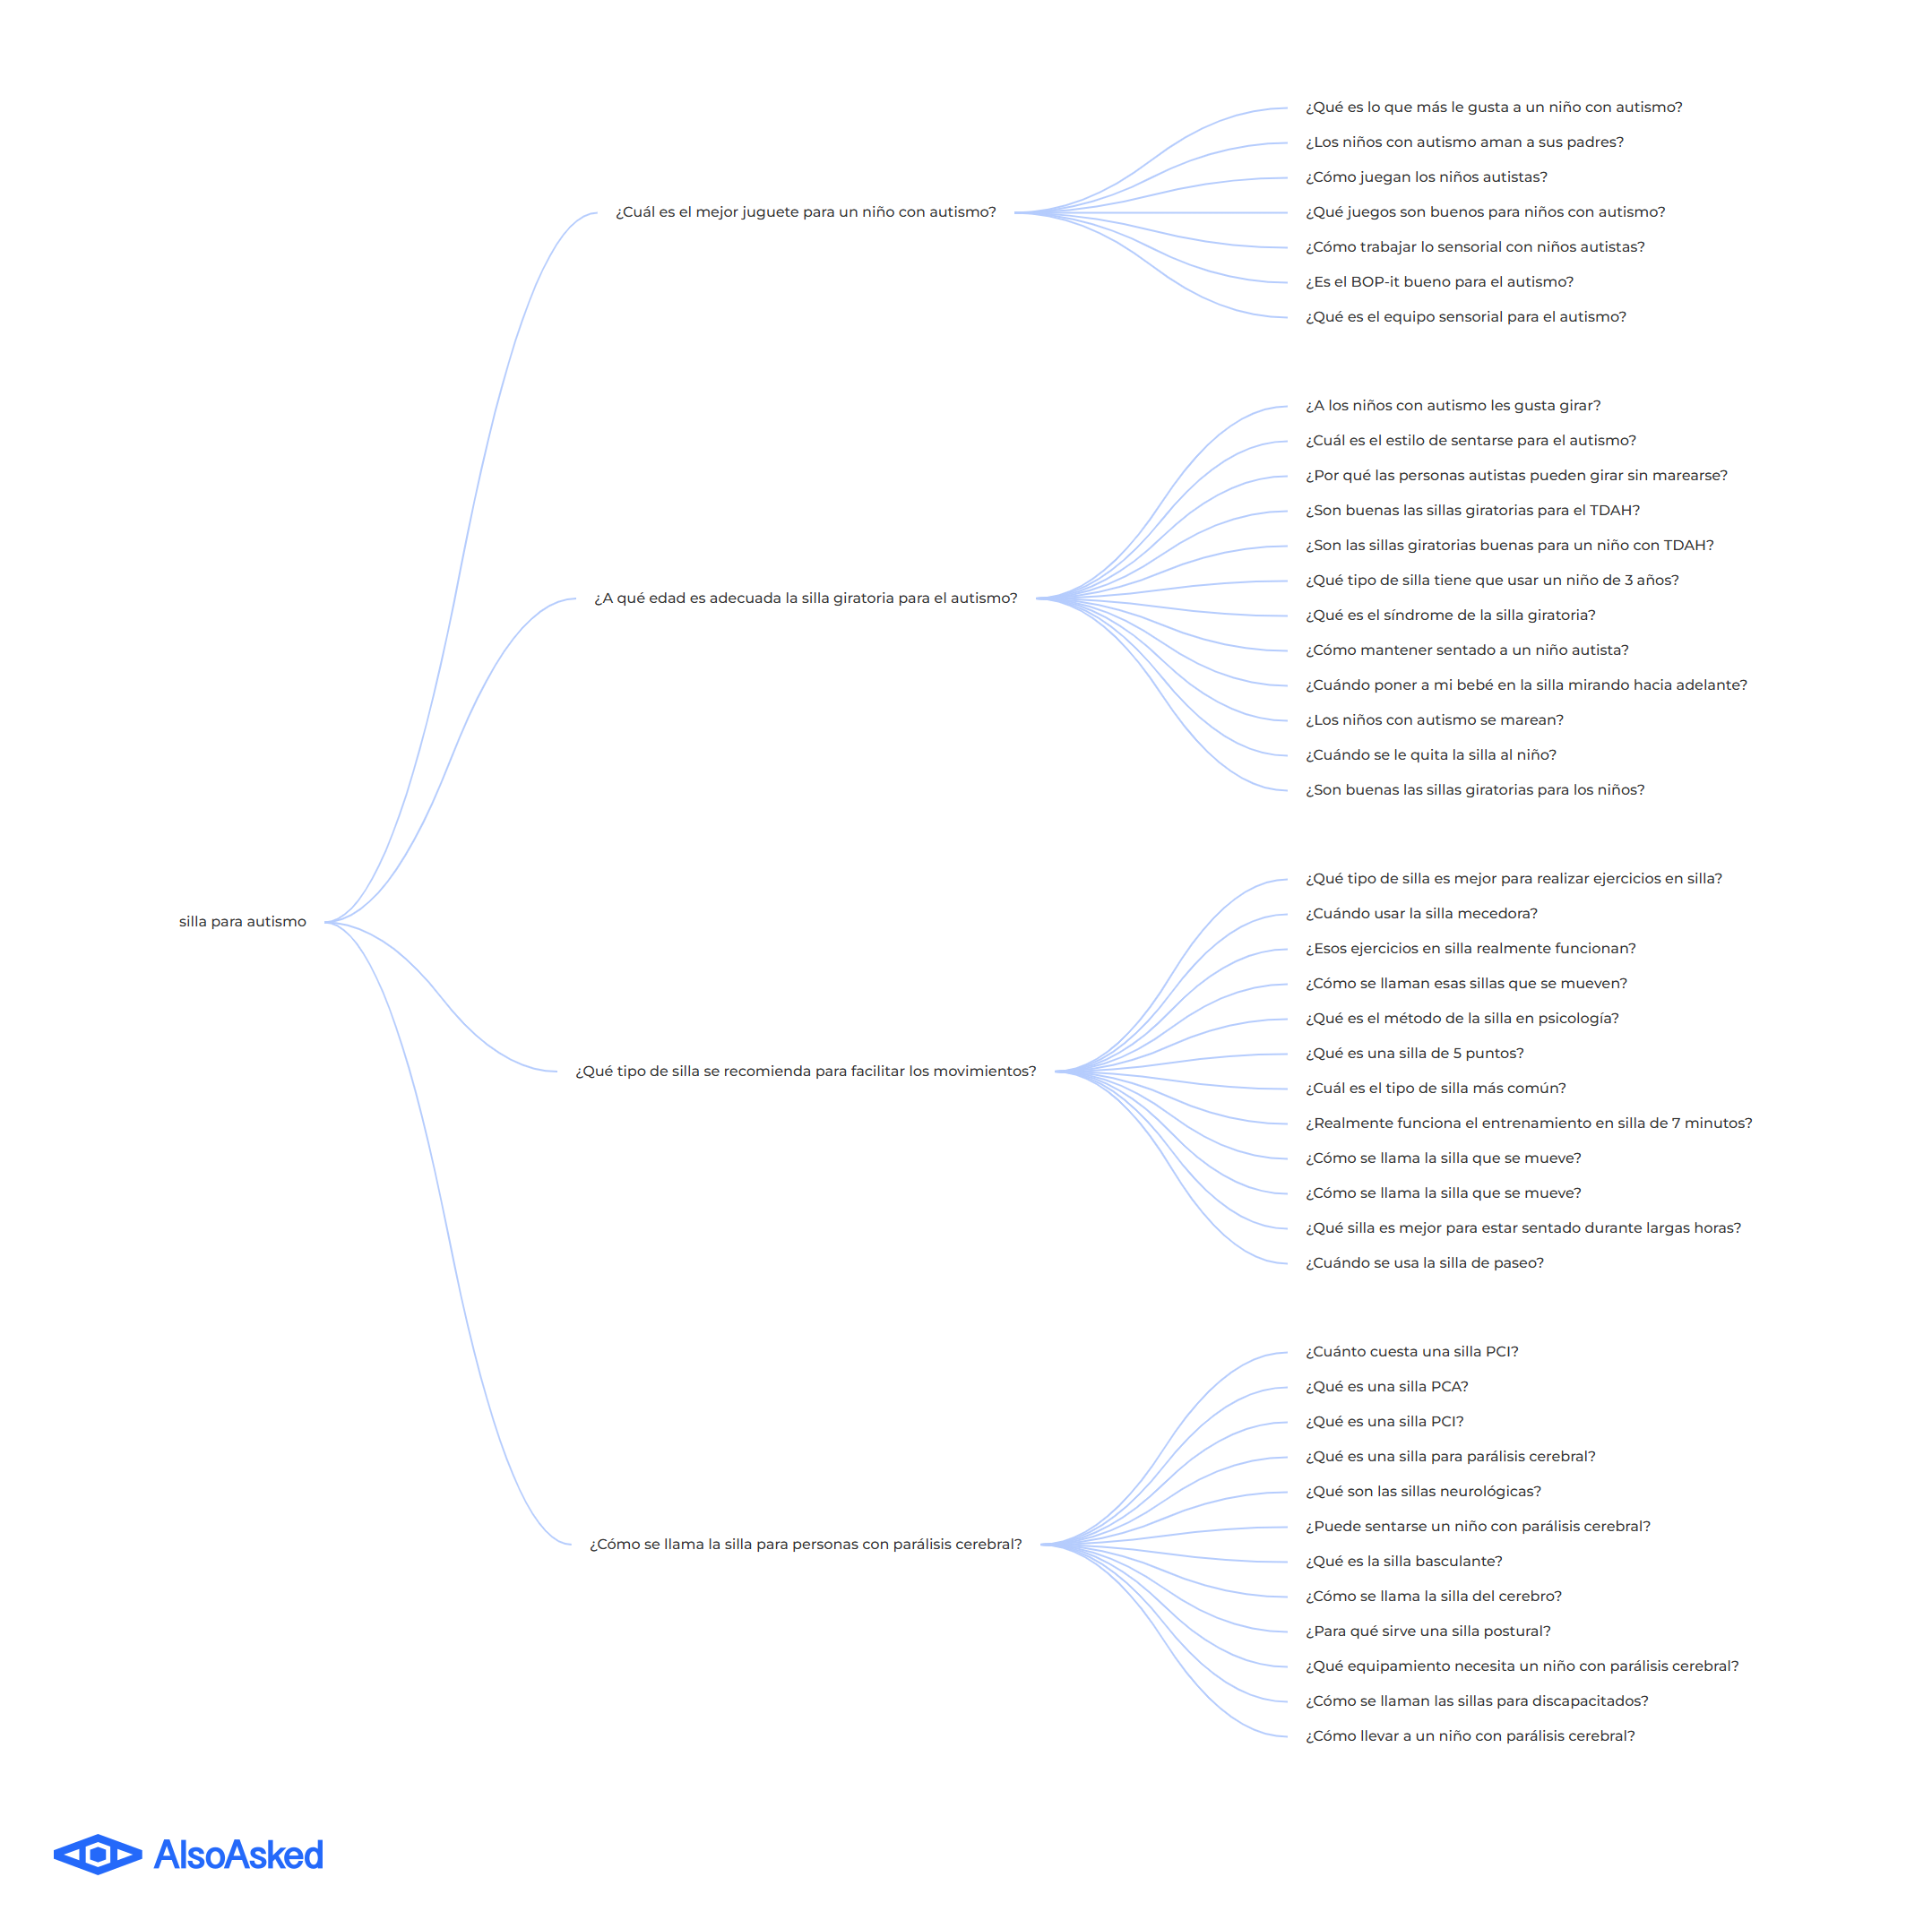 silla para autismo
¿Cuál es el mejor juguete para un niño con autismo?
¿Qué es lo que más le gusta a un niño con autismo?
¿Los niños con autismo aman a sus padres?
¿Cómo juegan los niños autistas?
¿Qué juegos son buenos para niños con autismo?
¿Cómo trabajar lo sensorial con niños autistas?
¿Es el BOP-it bueno para el autismo?
¿Qué es el equipo sensorial para el autismo?
¿A qué edad es adecuada la silla giratoria para el autismo?
¿A los niños con autismo les gusta girar?
¿Cuál es el estilo de sentarse para el autismo?
¿Por qué las personas autistas pueden girar sin marearse?
¿Son buenas las sillas giratorias para el TDAH?
¿Son las sillas giratorias buenas para un niño con TDAH?
¿Qué tipo de silla tiene que usar un niño de 3 años?
¿Qué es el síndrome de la silla giratoria?
¿Cómo mantener sentado a un niño autista?
¿Cuándo poner a mi bebé en la silla mirando hacia adelante?
¿Los niños con autismo se marean?
¿Cuándo se le quita la silla al niño?
¿Son buenas las sillas giratorias para los niños?
¿Qué tipo de silla se recomienda para facilitar los movimientos?
¿Qué tipo de silla es mejor para realizar ejercicios en silla?
¿Cuándo usar la silla mecedora?
¿Esos ejercicios en silla realmente funcionan?
¿Cómo se llaman esas sillas que se mueven?
¿Qué es el método de la silla en psicología?
¿Qué es una silla de 5 puntos?
¿Cuál es el tipo de silla más común?
¿Realmente funciona el entrenamiento en silla de 7 minutos?
¿Cómo se llama la silla que se mueve?
¿Cómo se llama la silla que se mueve?
¿Qué silla es mejor para estar sentado durante largas horas?
¿Cuándo se usa la silla de paseo?
¿Cómo se llama la silla para personas con parálisis cerebral?
¿Cuánto cuesta una silla PCI?
¿Qué es una silla PCA?
¿Qué es una silla PCI?
¿Qué es una silla para parálisis cerebral?
¿Qué son las sillas neurológicas?
¿Puede sentarse un niño con parálisis cerebral?
¿Qué es la silla basculante?
¿Cómo se llama la silla del cerebro?
¿Para qué sirve una silla postural?
¿Qué equipamiento necesita un niño con parálisis cerebral?
¿Cómo se llaman las sillas para discapacitados?
¿Cómo llevar a un niño con parálisis cerebral?
AlsoAsked